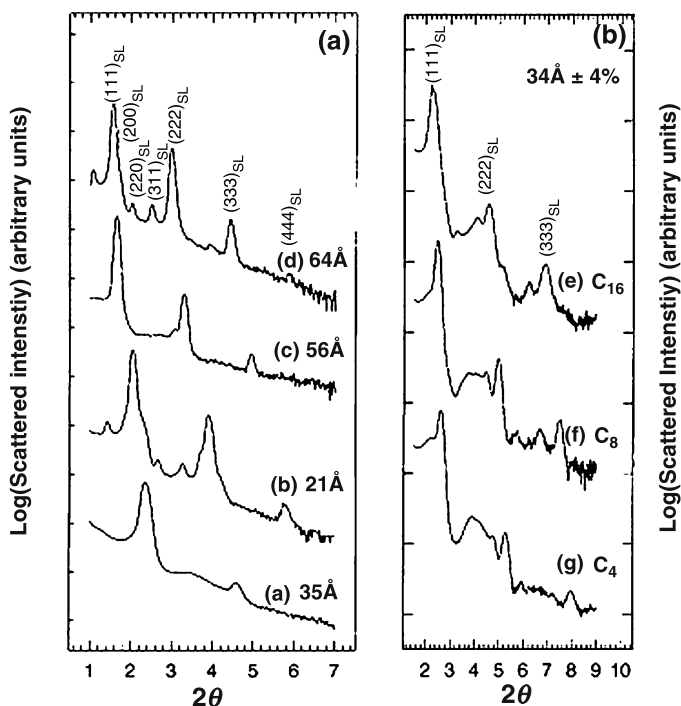 (a)
(111)SL
(200)SL
(220)SL
(311)SL
(222)SL
(333)SL
(444)SL
(d) 64Å
(c) 56Å
(b) 21Å
(a) 35Å
1 2 3 4 5 6 7
2θ
Log(Scattered intenstiy) (arbitrary units)
(b)
34Å ± 4%
(111)SL
(222)SL
(333)SL
(e) C16
(f) C8
(g) C4
2 3 4 5 6 7 8 9 10
2θ
Log(Scattered Intenstiy) (arbitrary units)